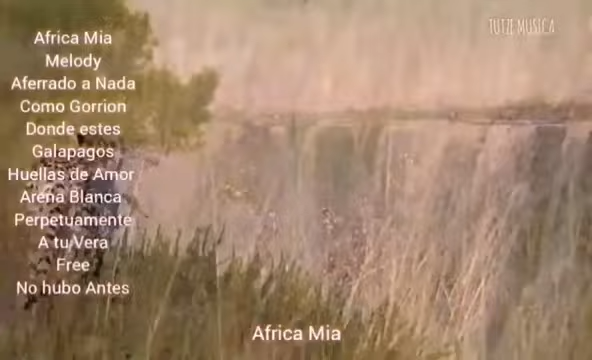 TUTZE MUSICA
Africa Mia
Melody
Aferrado a Nada
Como Gorrion
Donde estes
Galapagos
Huellas de Amor
Arena Blanca
Perpetuamente
A tu Vera
Free
No hubo Antes
Africa Mia